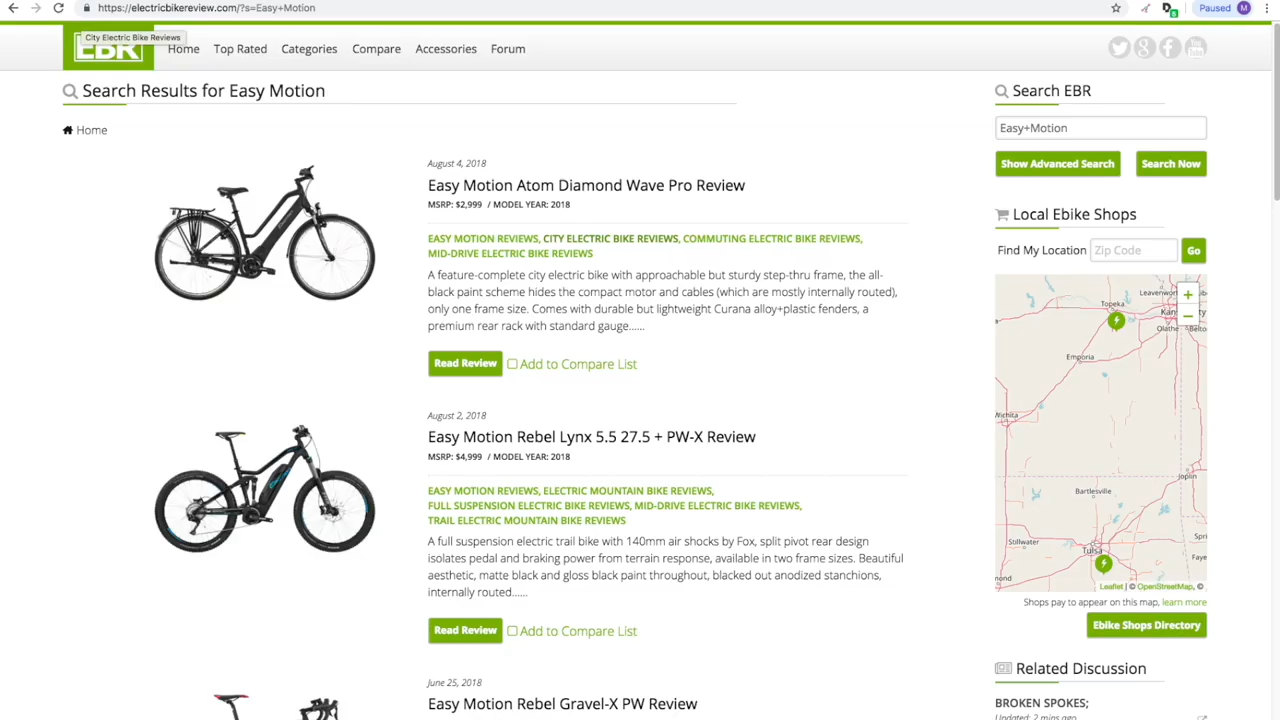 https://electricbikereview.com/?s=Easy+Motion
Paused
M
8
City Electric Bike Reviews
EBR
Home
Top Rated
Categories
Compare
Accessories
Forum
Search Results for Easy Motion
Home
August 4, 2018
Easy Motion Atom Diamond Wave Pro Review
MSRP: $2,999 / MODEL YEAR: 2018
EASY MOTION REVIEWS, CITY ELECTRIC BIKE REVIEWS, COMMUTING ELECTRIC BIKE REVIEWS,
MID-DRIVE ELECTRIC BIKE REVIEWS
A feature-complete city electric bike with approachable but sturdy step-thru frame, the all-
black paint scheme hides the compact motor and cables (which are mostly internally routed),
only one frame size. Comes with durable but lightweight Curana alloy+plastic fenders, a
premium rear rack with standard gauge......
Read Review
Add to Compare List
August 2, 2018
Easy Motion Rebel Lynx 5.5 27.5 + PW-X Review
MSRP: $4,999 / MODEL YEAR: 2018
EASY MOTION REVIEWS, ELECTRIC MOUNTAIN BIKE REVIEWS,
FULL SUSPENSION ELECTRIC BIKE REVIEWS, MID-DRIVE ELECTRIC BIKE REVIEWS,
TRAIL ELECTRIC MOUNTAIN BIKE REVIEWS
A full suspension electric trail bike with 140mm air shocks by Fox, split pivot rear design
isolates pedal and braking power from terrain response, available in two frame sizes. Beautiful
aesthetic, matte black and gloss black paint throughout, blacked out anodized stanchions,
internally routed......
Read Review
Add to Compare List
June 25, 2018
Easy Motion Rebel Gravel-X PW Review
Search EBR
Easy+Motion
Show Advanced Search
Search Now
Local Ebike Shops
Find My Location
Zip Code
Go
+
−
Leavenwor
Topeka
Kansas
Olathe
Belto
Emporia
Wichita
Joplin
Bartlesville
Stillwater
Spri
Tulsa
Faye
mond
Leaflet | © OpenStreetMap, ©
Shops pay to appear on this map, learn more
Ebike Shops Directory
Related Discussion
BROKEN SPOKES;
Updated: 2 mins ago